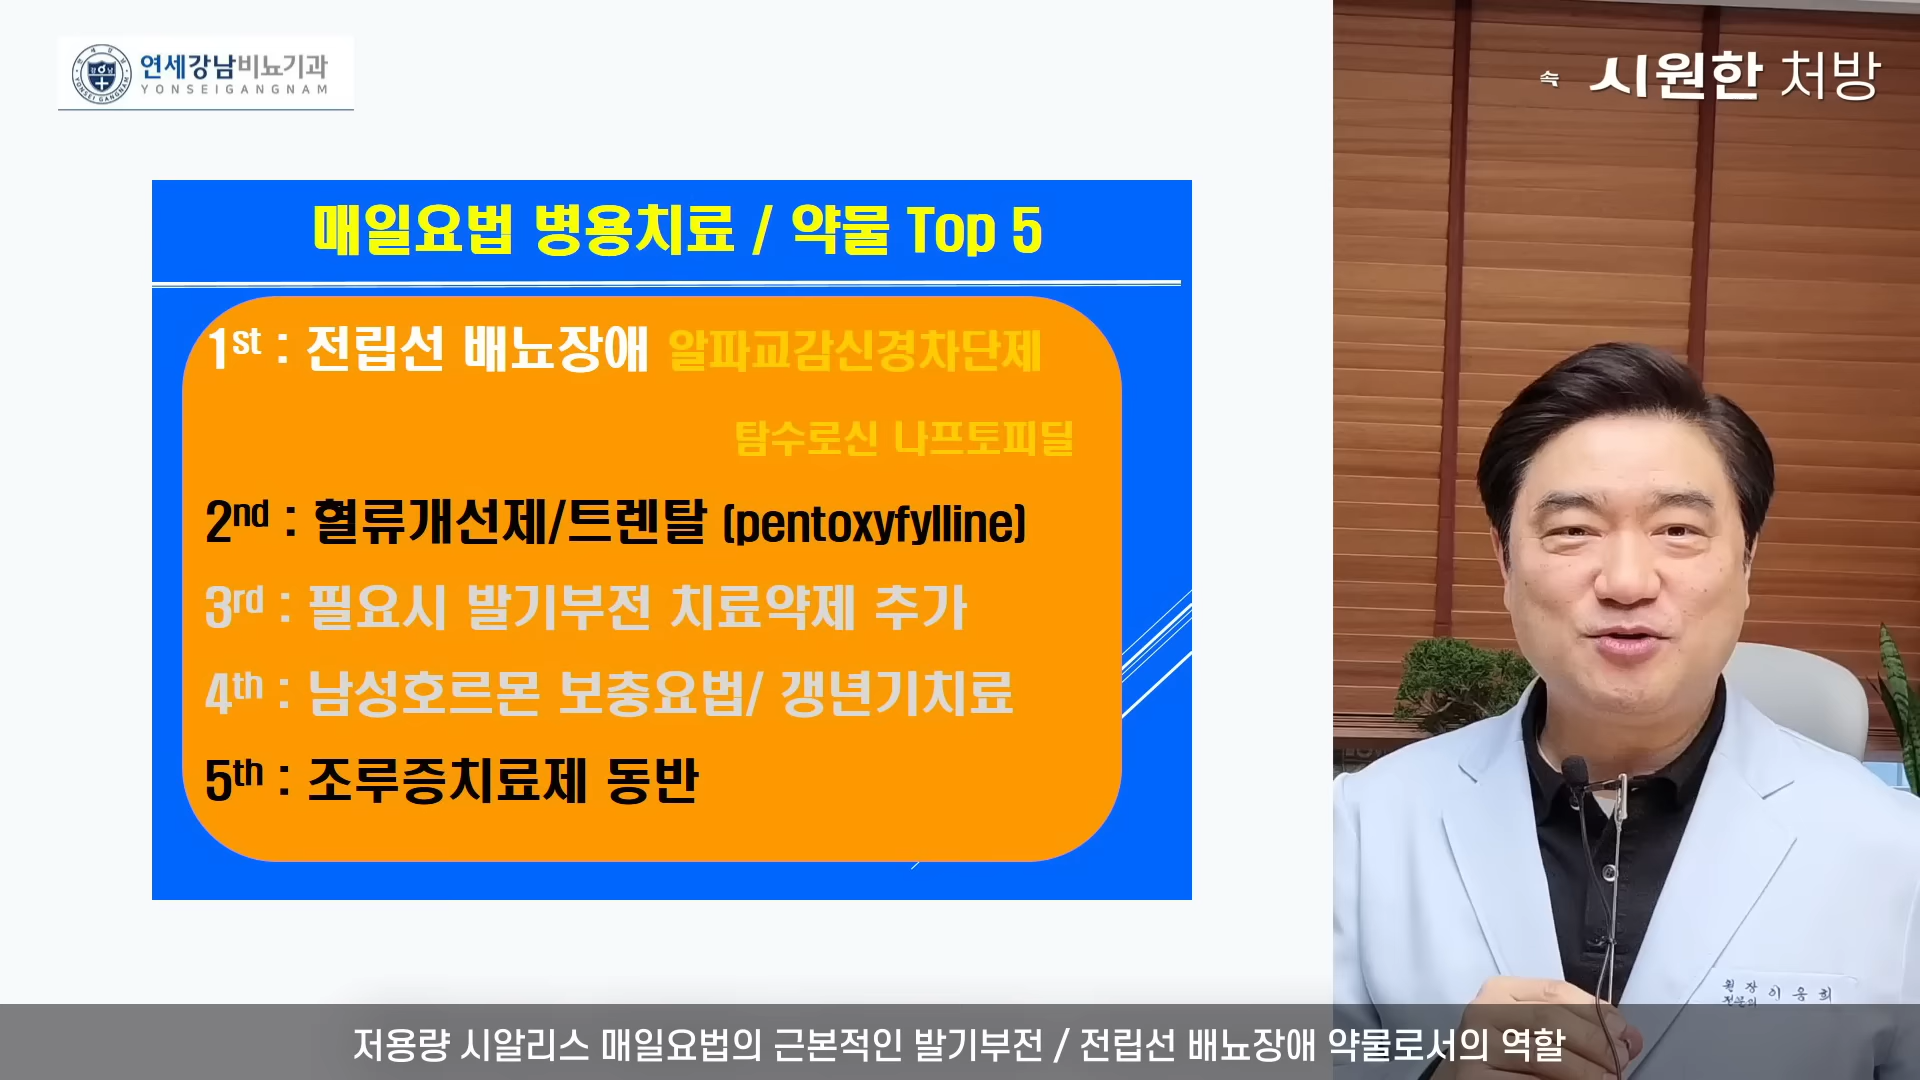 연세강남비뇨기과
YONSEIGANGNAM
속 시원한 처방
매일요법 병용치료 / 약물 Top 5
1st : 전립선 배뇨장애 알파교감신경차단제
탐수로신 나프토피딜
2nd : 혈류개선제/트렌탈 (pentoxyfylline)
3rd : 필요시 발기부전 치료약제 추가
4th : 남성호르몬 보충요법/ 갱년기치료
5th : 조루증치료제 동반
원장
전문의 이웅희
저용량 시알리스 매일요법의 근본적인 발기부전 / 전립선 배뇨장애 약물로서의 역할